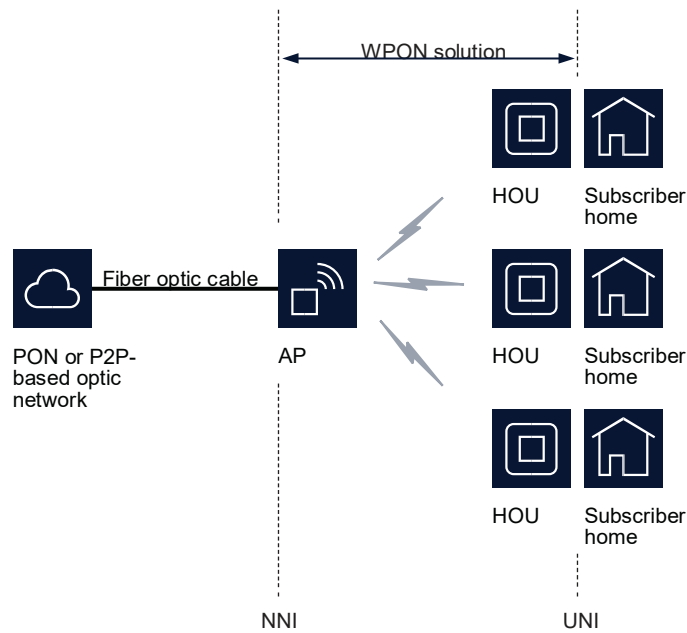 WPON solution
HOU
Subscriber
home
Fiber optic cable
PON or P2P-
based optic
network
AP
HOU
Subscriber
home
HOU
Subscriber
home
NNI
UNI